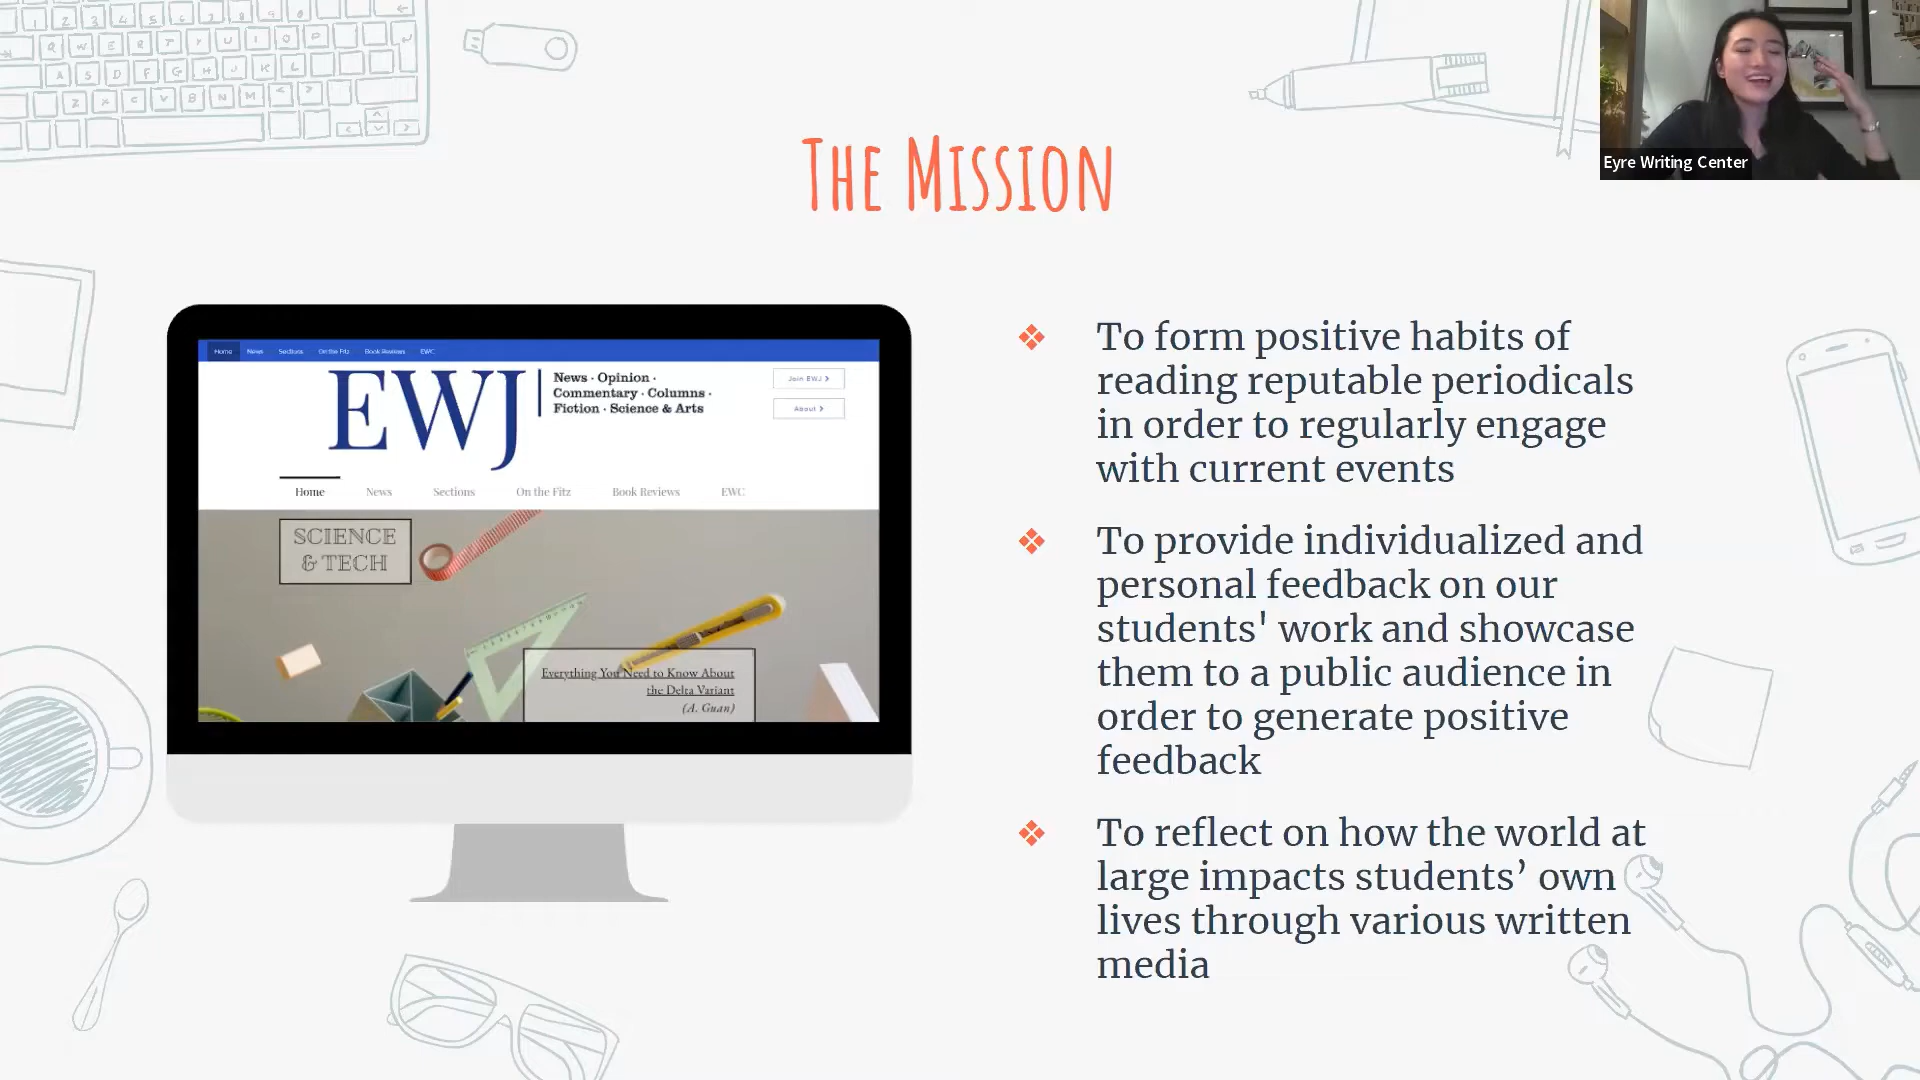 Eyre Writing Center
The Mission
Home News Sections On the Fitz Book Reviews EWC
EWJ
News · Opinion ·
Commentary · Columns ·
Fiction · Science & Arts
Join EWJ >
About >
Home News Sections On the Fitz Book Reviews EWC
SCIENCE
& TECH
Everything You Need to Know About
the Delta Variant
(A. Guan)
❖ To form positive habits of
reading reputable periodicals
in order to regularly engage
with current events
❖ To provide individualized and
personal feedback on our
students' work and showcase
them to a public audience in
order to generate positive
feedback
❖ To reflect on how the world at
large impacts students’ own
lives through various written
media